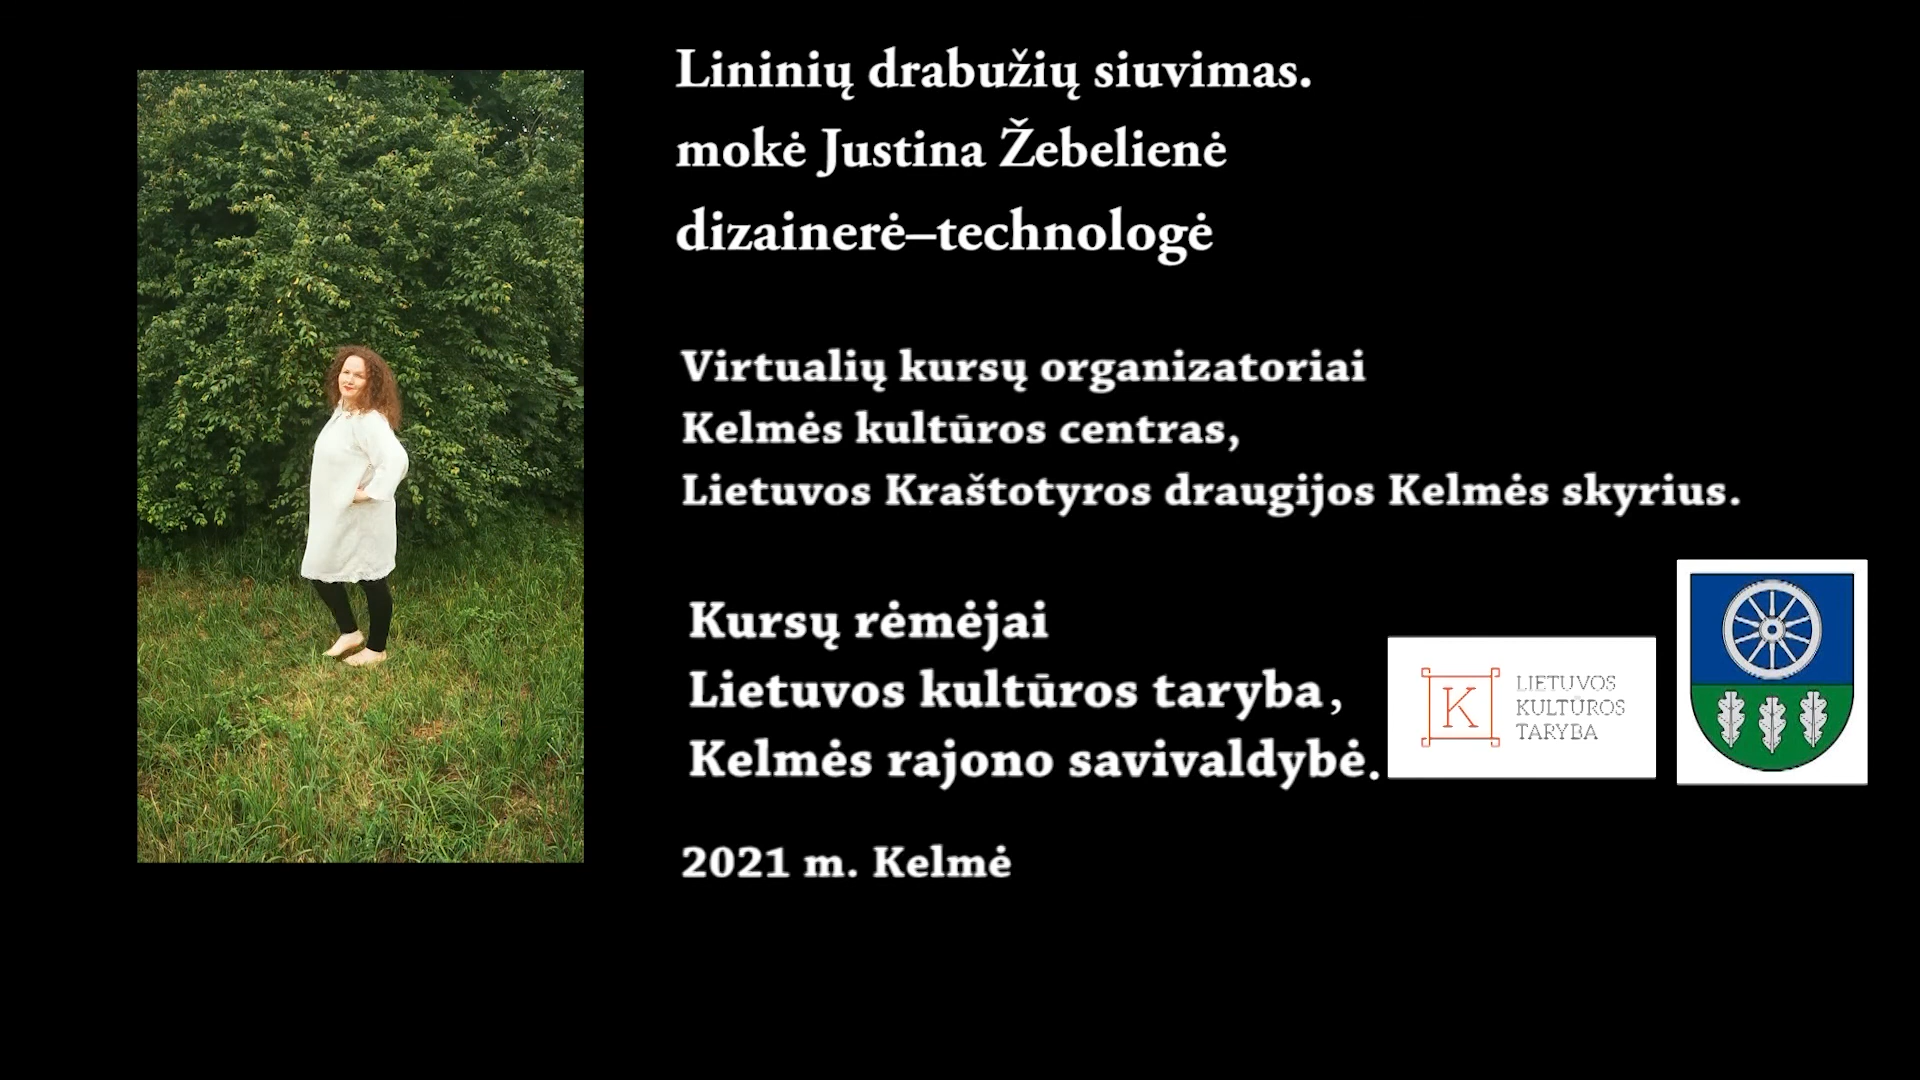 Lininių drabužių siuvimas.
mokė Justina Žebelienė
dizainerė–technologė
Virtualių kursų organizatoriai
Kelmės kultūros centras,
Lietuvos Kraštotyros draugijos Kelmės skyrius.
Kursų rėmėjai
Lietuvos kultūros taryba,
Kelmės rajono savivaldybė.
K
LIETUVOS
KULTŪROS
TARYBA
2021 m. Kelmė